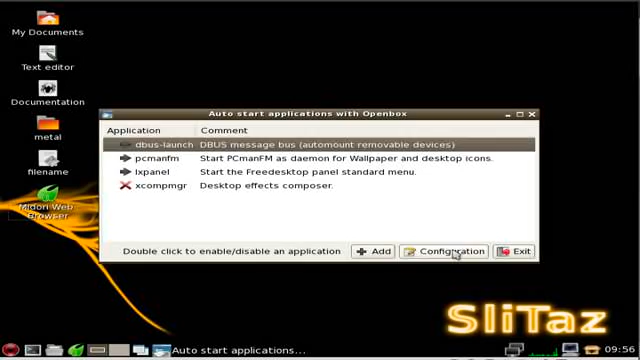 My Documents
Text editor
Documentation
metal
filename
Midori Web
Browser
Auto start applications with Openbox
Application Comment
dbus-launch DBUS message bus (automount removable devices)
pcmanfm Start PCmanFM as daemon for Wallpaper and desktop icons.
lxpanel Start the Freedesktop panel standard menu.
xcompmgr Desktop effects composer.
Double click to enable/disable an application Add Configuration Exit
SliTaz
Auto start applications... 09:56